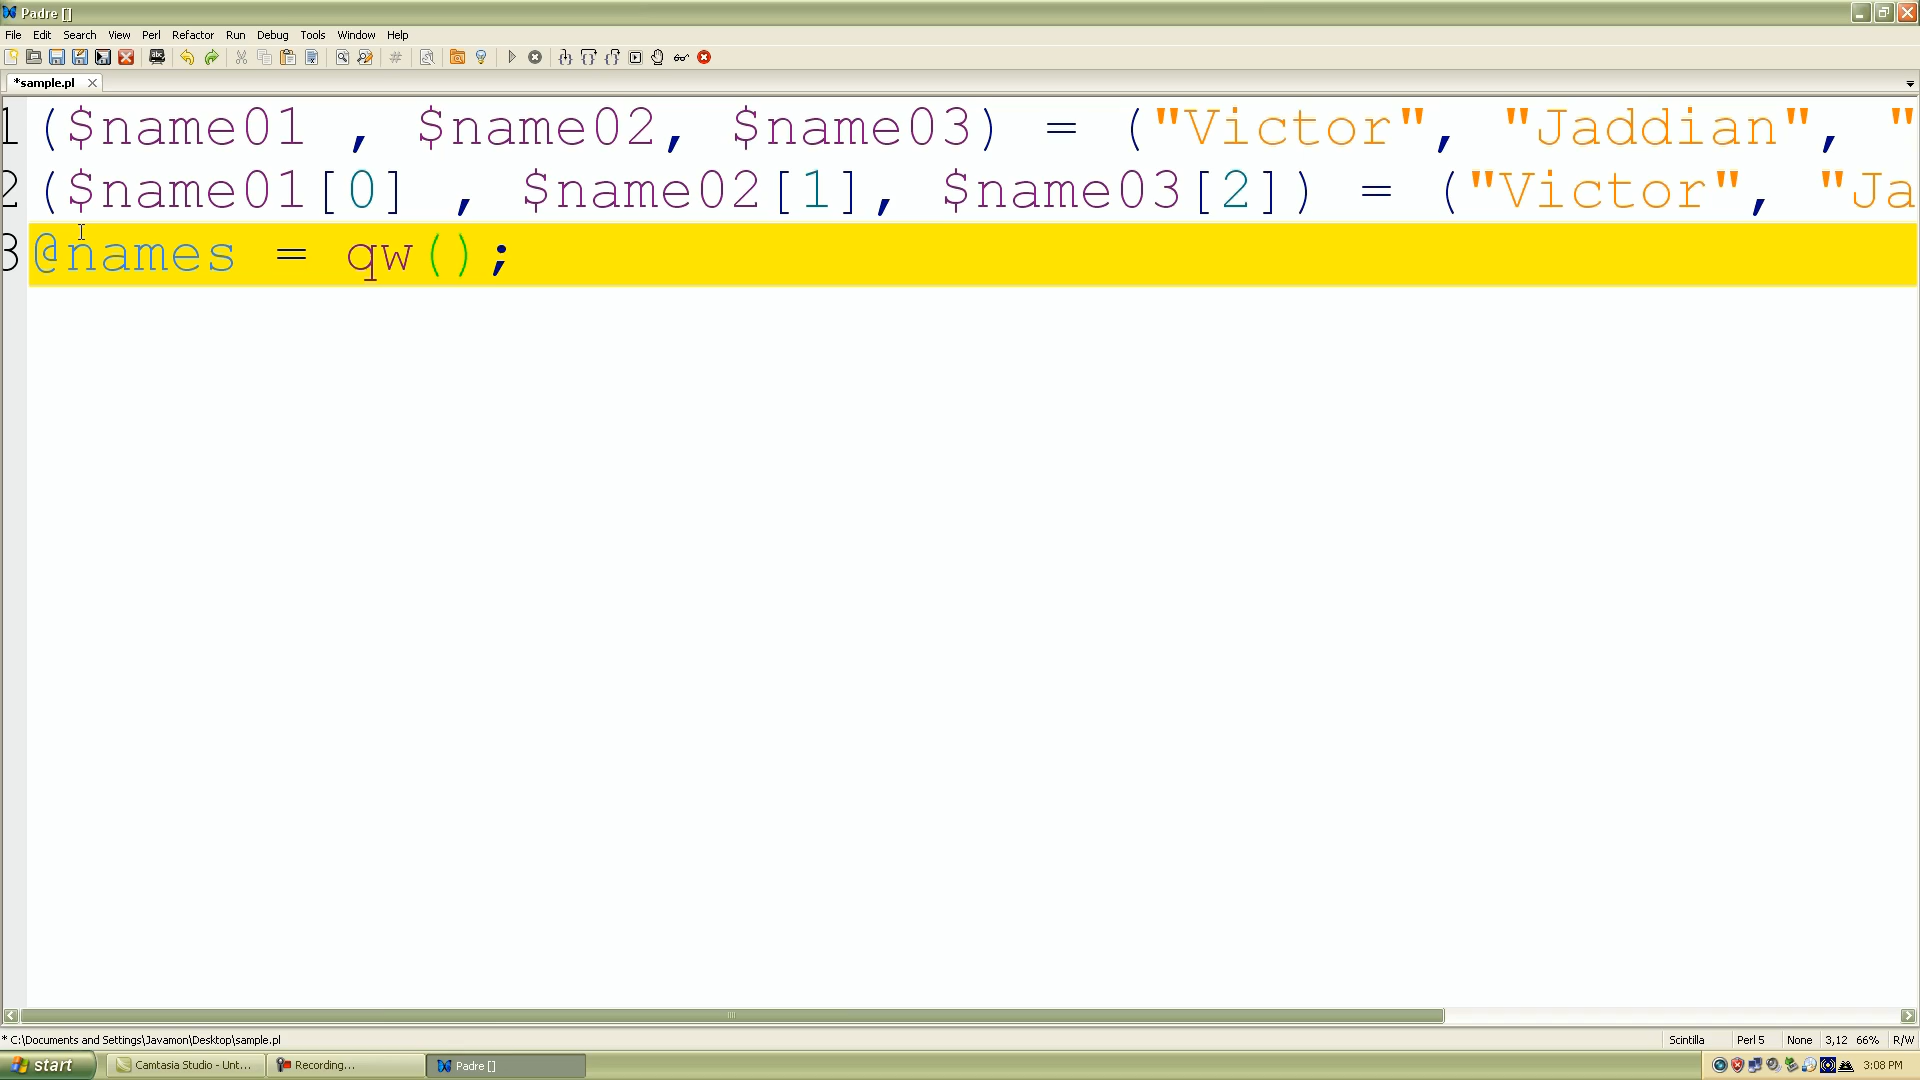 Padre []
File Edit Search View Perl Refactor Run Debug Tools Window Help
*sample.pl
1 ($name01 , $name02, $name03) = ("Victor", "Jaddian", "
2 ($name01[0] , $name02[1], $name03[2]) = ("Victor", "Ja
3 @names = qw();
* C:\Documents and Settings\Javamon\Desktop\sample.pl Scintilla Perl 5 None 3,12 66% R/W
start Camtasia Studio - Unt... Recording... Padre [] 3:08 PM